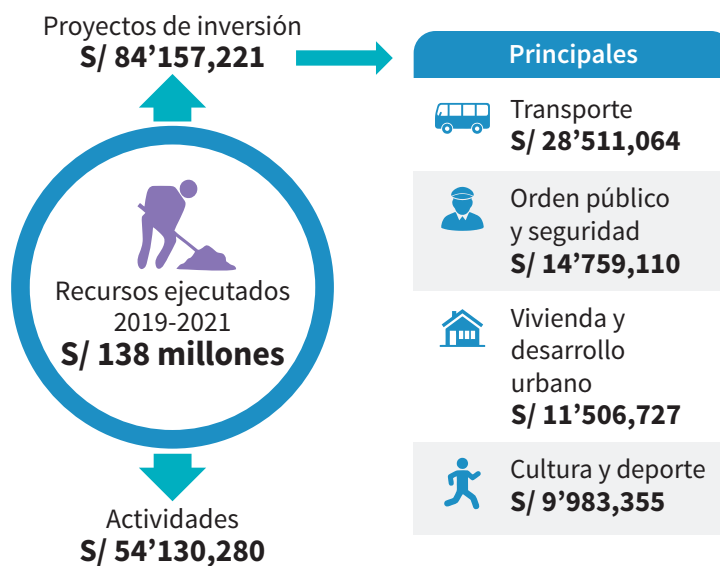 Proyectos de inversión
S/ 84’157,221
Recursos ejecutados
2019-2021
S/ 138 millones
Actividades
S/ 54’130,280
Principales
Transporte
S/ 28’511,064
Orden público
y seguridad
S/ 14’759,110
Vivienda y
desarrollo
urbano
S/ 11’506,727
Cultura y deporte
S/ 9’983,355